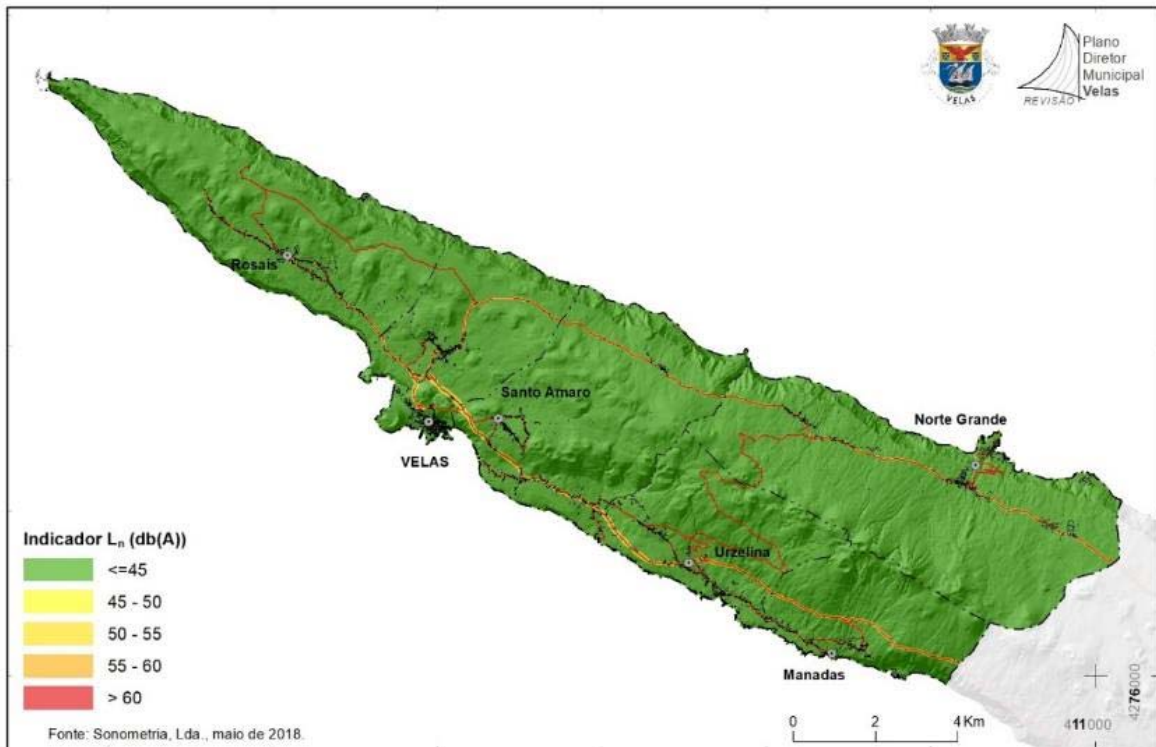 Plano
Diretor
Municipal
Velas
REVISÃO
VELAS
Rosais
Santo Amaro
VELAS
Norte Grande
Urzelina
Manadas
Indicador Ln (db(A))
<=45
45 - 50
50 - 55
55 - 60
> 60
Fonte: Sonometria, Lda., maio de 2018.
0 2 4 Km
411000
4276000